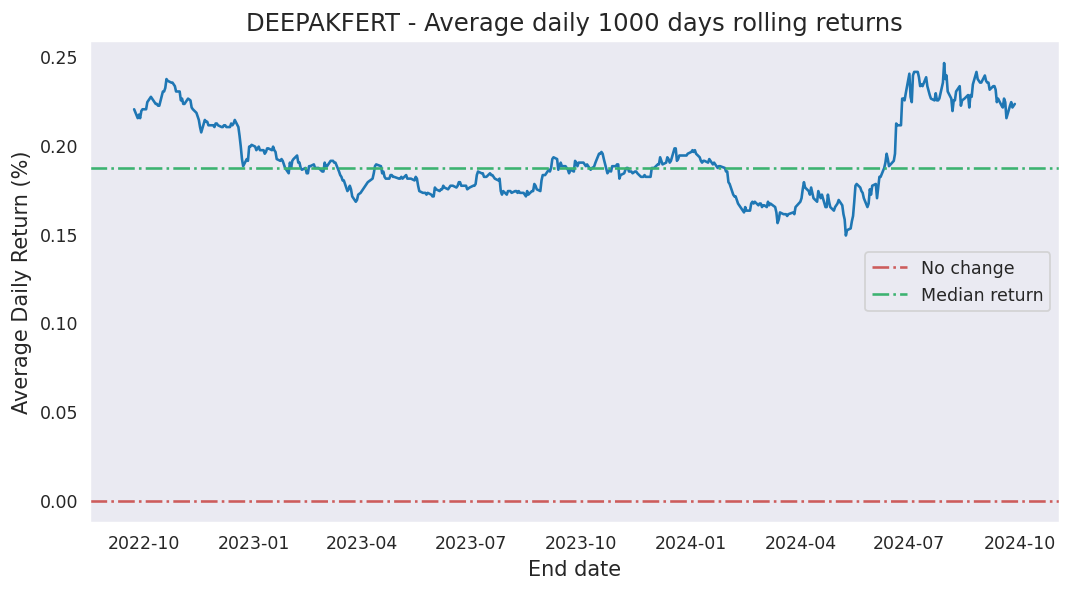 DEEPAKFERT - Average daily 1000 days rolling returns
Average Daily Return (%)
0.25
0.20
0.15
0.10
0.05
0.00
No change
Median return
2022-10 2023-01 2023-04 2023-07 2023-10 2024-01 2024-04 2024-07 2024-10
End date